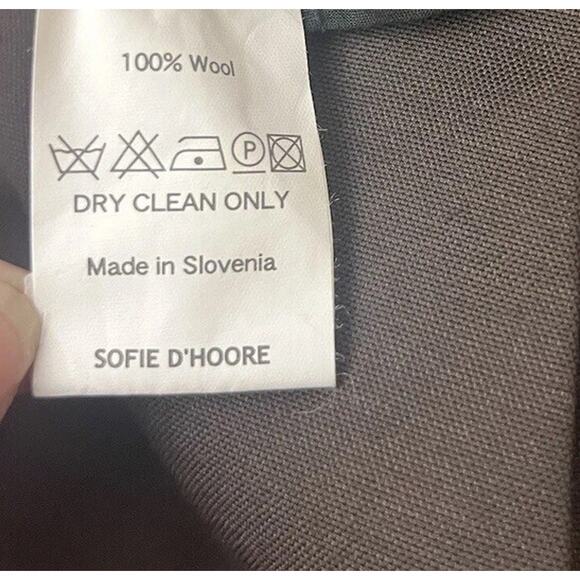 100% Wool
P
DRY CLEAN ONLY
Made in Slovenia
SOFIE D'HOORE